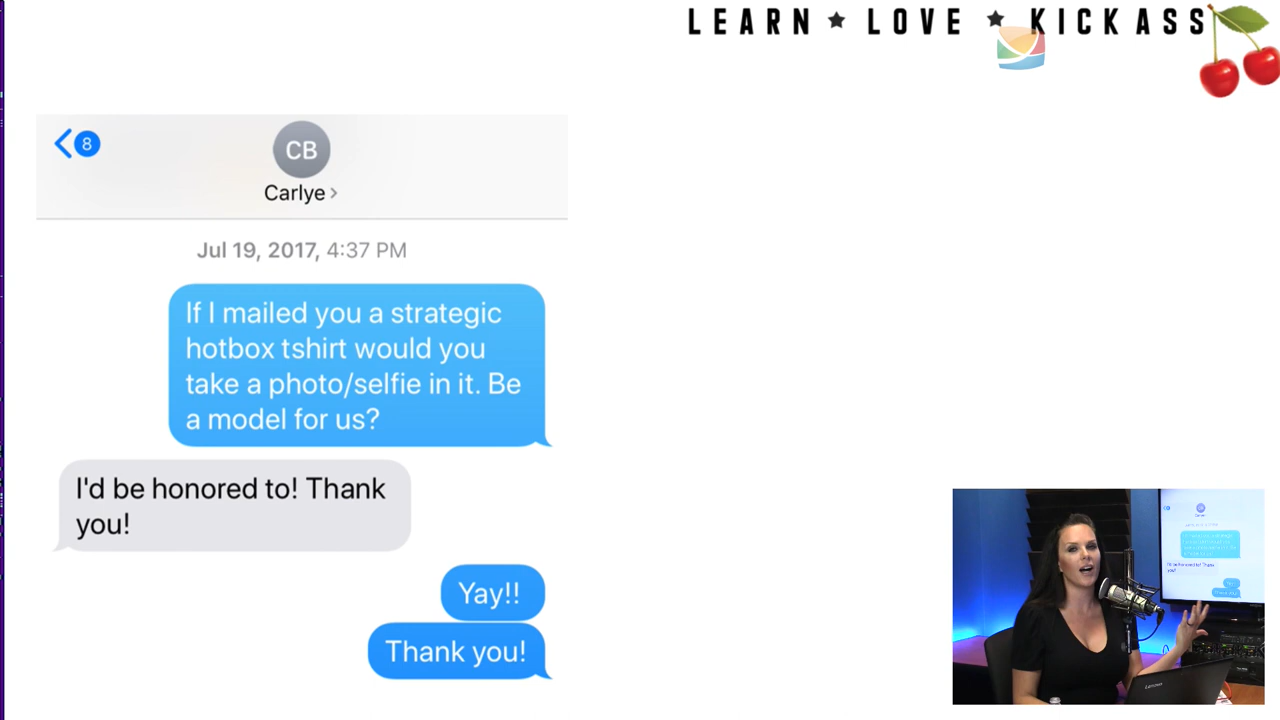 LEARN ★ LOVE ★ KICKASS
8
CB
Carlye >
Jul 19, 2017, 4:37 PM
If I mailed you a strategic
hotbox tshirt would you
take a photo/selfie in it. Be
a model for us?
I'd be honored to! Thank
you!
Yay!!
Thank you!
Lenovo